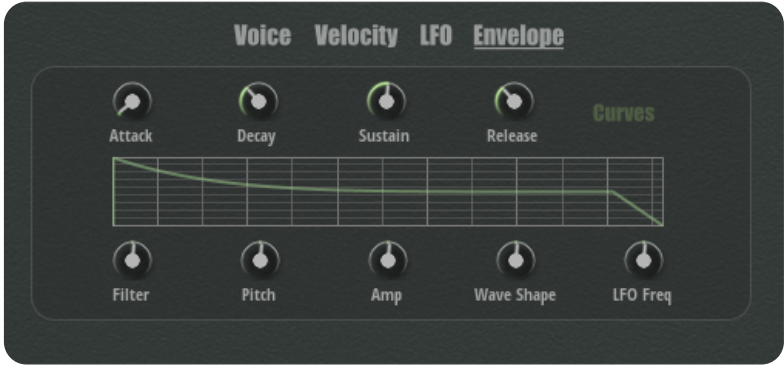 Voice Velocity LFO Envelope
Curves
Attack Decay Sustain Release
Filter Pitch Amp Wave Shape LFO Freq